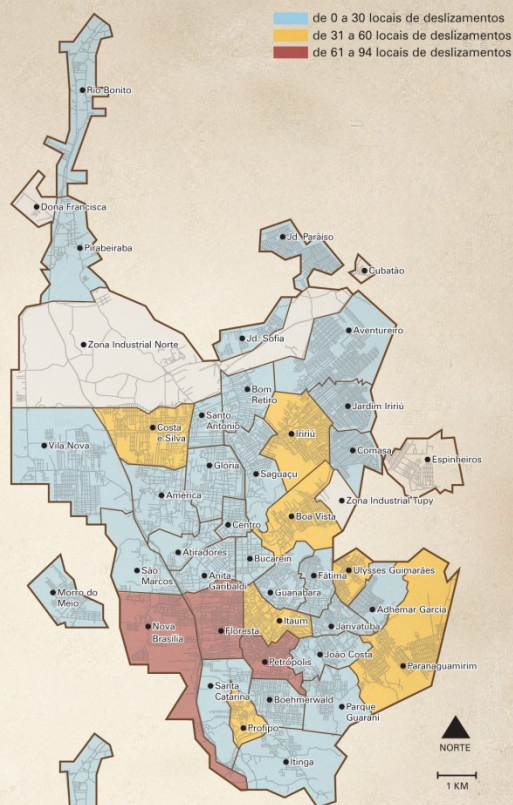 de 0 a 30 locais de deslizamentos
de 31 a 60 locais de deslizamentos
de 61 a 94 locais de deslizamentos
Rio Bonito
Dona Francisca
Pirabeiraba
Jd. Paraíso
Cubatão
Zona Industrial Norte
Jd. Sofia
Aventureiro
Bom
Retiro
Jardim Iririú
Santo
Antonio
Costa
e Silva
Iririú
Vila Nova
Comasa
Espinheiros
Glória
Saguaçu
América
Zona Industrial Tupy
Boa Vista
Centro
Atiradores
Bucarein
São
Marcos
Anita
Garibaldi
Fátima
Ulysses Guimarães
Morro do
Meio
Guanabara
Adhemar Garcia
Itaum
Jarivatuba
Nova
Brasília
Floresta
João Costa
Petrópolis
Paranaguamirim
Santa
Catarina
Boehmerwald
Parque
Guarani
Profipo
Itinga
NORTE
1 KM